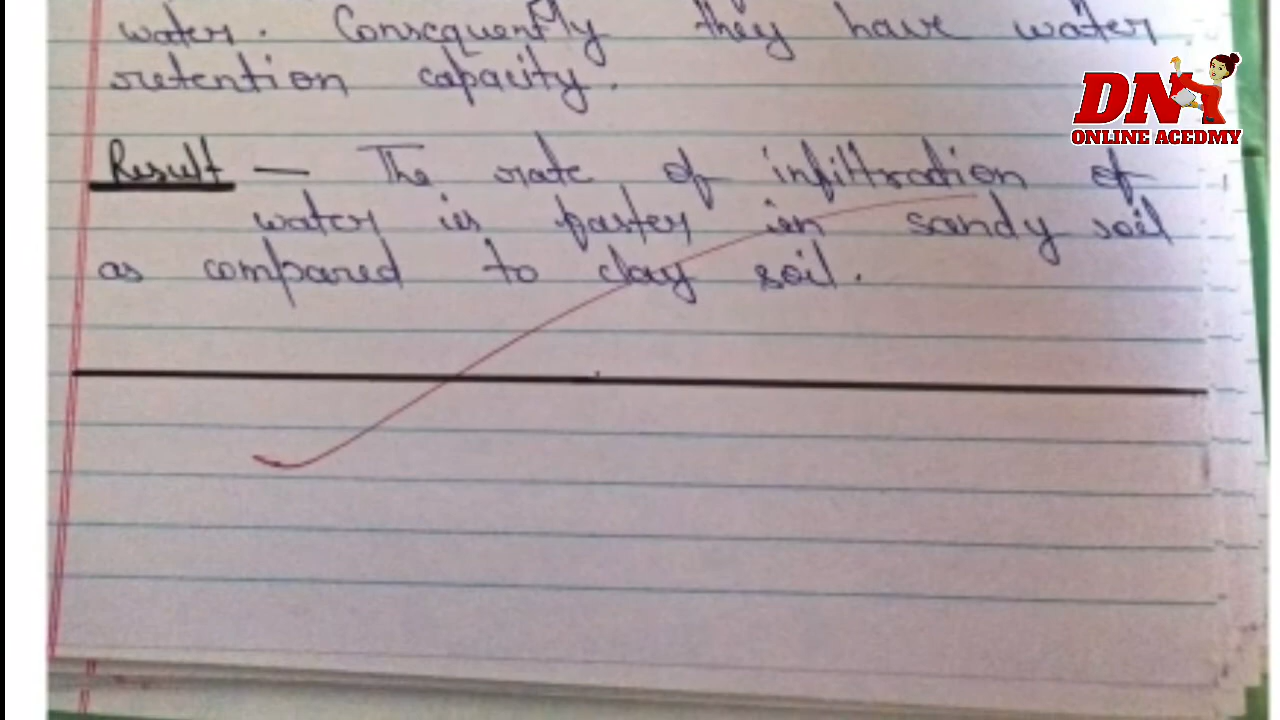 water. Consequently they have water
retention capacity.
DN
ONLINE ACEDMY
Result — The rate of infiltration of
water is faster in sandy soil
as compared to clay soil.